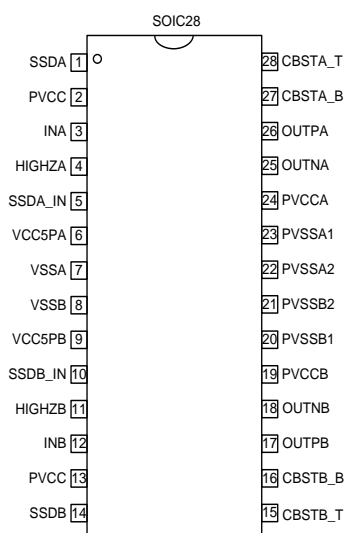 SOIC28
SSDA 1 28 CBSTA_T
PVCC 2 27 CBSTA_B
INA 3 26 OUTPA
HIGHZA 4 25 OUTNA
SSDA_IN 5 24 PVCCA
VCC5PA 6 23 PVSSA1
VSSA 7 22 PVSSA2
VSSB 8 21 PVSSB2
VCC5PB 9 20 PVSSB1
SSDB_IN 10 19 PVCCB
HIGHZB 11 18 OUTNB
INB 12 17 OUTPB
PVCC 13 16 CBSTB_B
SSDB 14 15 CBSTB_T